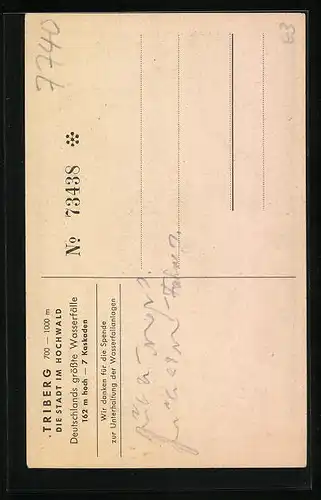 TRIBERG 700 — 1000 m
DIE STADT IM HOCHWALD
Deutschlands größte Wasserfälle
162 m hoch — 7 Kaskaden
Wir danken für die Spende
zur Unterhaltung der Wasserfallanlagen
№ 73438
7740
63